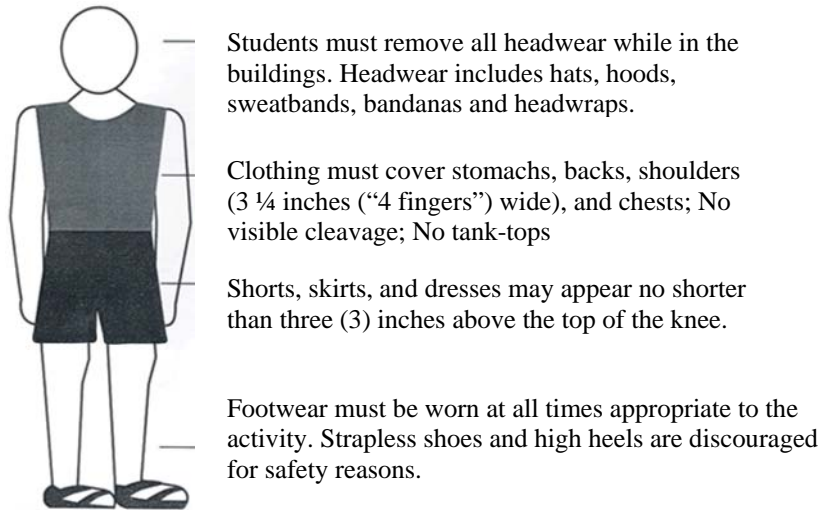 Students must remove all headwear while in the
buildings. Headwear includes hats, hoods,
sweatbands, bandanas and headwraps.
Clothing must cover stomachs, backs, shoulders
(3 ¼ inches (“4 fingers”) wide), and chests; No
visible cleavage; No tank-tops
Shorts, skirts, and dresses may appear no shorter
than three (3) inches above the top of the knee.
Footwear must be worn at all times appropriate to the
activity. Strapless shoes and high heels are discouraged
for safety reasons.